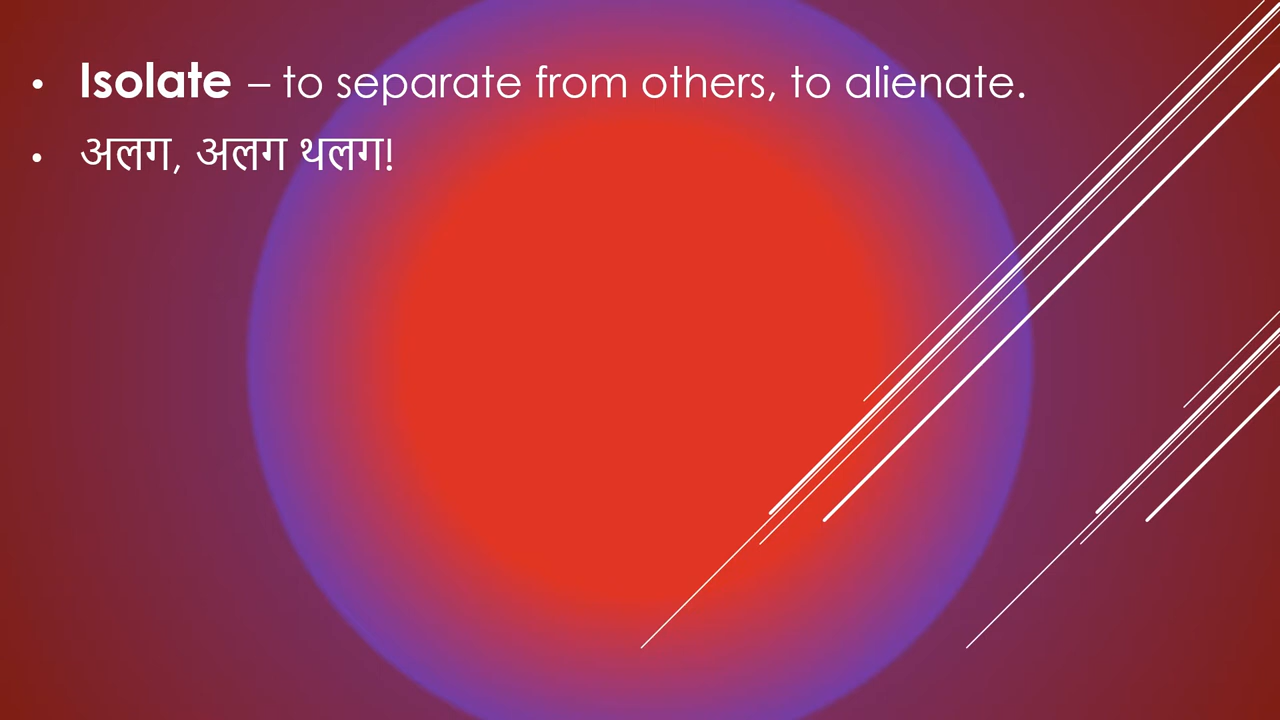 • Isolate – to separate from others, to alienate.
• अलग, अलग थलग!